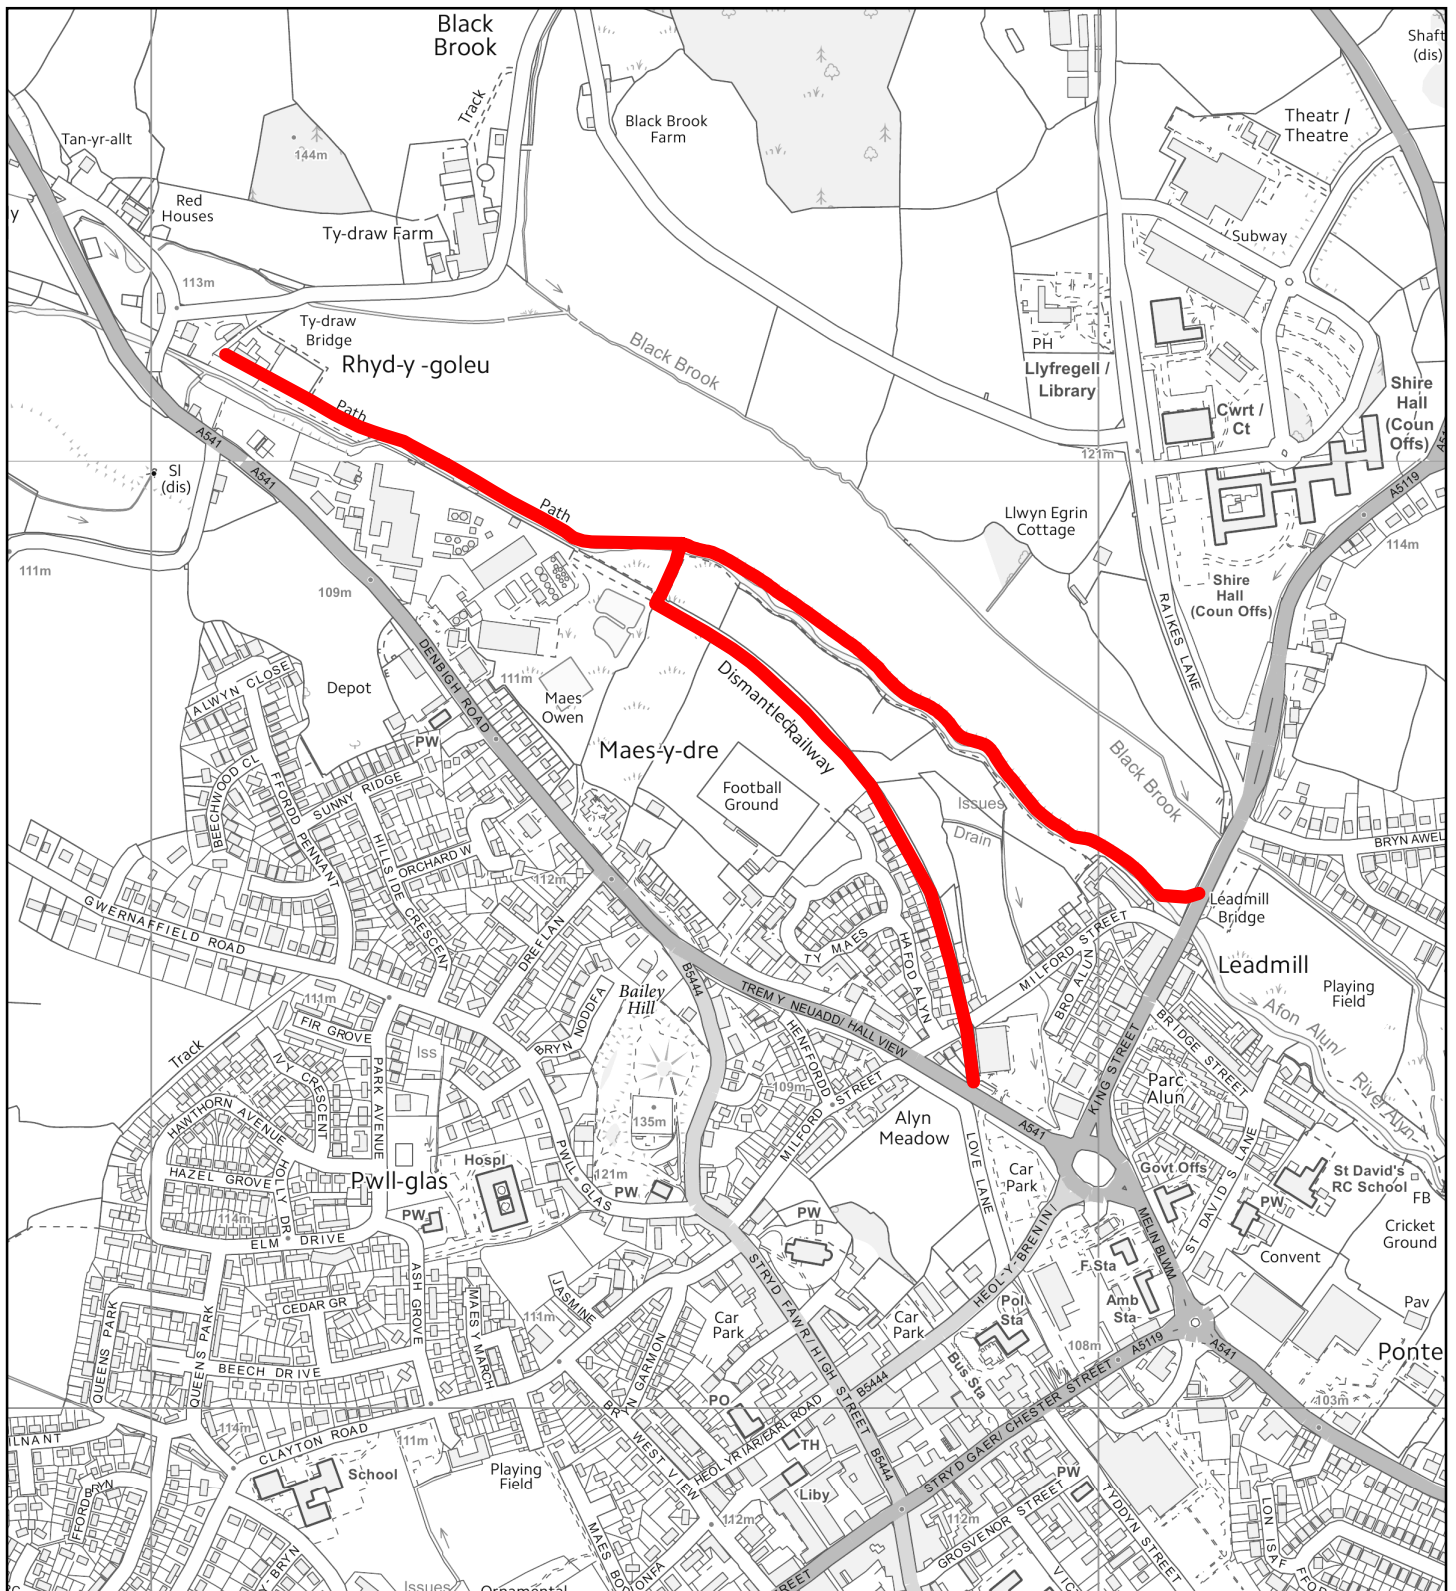 Black
Brook
Shaft
(dis)
Track
Theatr /
Theatre
Black Brook
Farm
Tan-yr-allt
144m
Red
Houses
y
Ty-draw Farm
Subway
113m
Ty-draw
Bridge
Rhyd-y -goleu
Black Brook
PH
Llyfregell /
Library
Shire
Hall
(Coun
Offs)
Cwrt /
Ct
Path
A541
A541
121m
SI
(dis)
A5119
Path
Llwyn Egrin
Cottage
114m
111m
109m
Shire
Hall
(Coun Offs)
RAIKES LANE
DENBIGH ROAD
ALWYN CLOSE
Depot
111m
Maes
Owen
Dismantled
Railway
PW
Maes-y-dre
Black Brook
Football
Ground
BEECHWOOD CL
FFORDD PENNANT
SUNNY RIDGE
Issues
Drain
BRYN AWEL
HILLSDE CRESCENT
ORCHARD W
112m
GWERNAFFIELD ROAD
Leadmill
Bridge
DREFLAN
TY MAES
HAFOD ALYN
MILFORD STREET
BRO ALUN
Leadmill
B5444
TREM Y NEUADD/ HALL VIEW
Bailey
Hill
Playing
Field
111m
FIR GROVE
BRYN NODDFA
Afon Alun/
River Alyn
Track
IVY CRESCENT
PARK AVENUE
Iss
HENFFORDD
KING STREET
BRIDGE STREET
HAWTHORN AVENUE
109m
MILFORD STREET
135m
Alyn
Meadow
A541
Parc
Alun
LOVE LANE
HAZEL GROVE
HOLLY DR
Pwll-glas
Hospl
PWLL GLAS
121m
PW
Car
Park
Govt Offs
ST DAVID'S LANE
St David's
RC School
FB
PW
114m
ELM DRIVE
PW
PW
HEOL-Y-BRENIN
MELIN BLWM
Cricket
Ground
Convent
F Sta
ASH GROVE
STRYD FAWR/ HIGH STREET
JASMINE
CEDAR GR
MAES Y MARCH
111m
Car
Park
Car
Park
Pol
Sta
Amb
Sta
Pav
QUEENS PARK
QUEENS PARK
BEECH DRIVE
108m
A5119
A541
Ponte
Bus Sta
B5444
PO
103m
ILNANT
114m
CLAYTON ROAD
111m
WEST VIEW
HEOL YR IAR/EARL ROAD
TH
B5444
STRYD GAER/ CHESTER STREET
School
Playing
Field
Liby
PW
FFORD BRYN
112m
112m
GROSVENOR STREET
TYDDYN STREET
LON ISAF
Issues
Ornamental